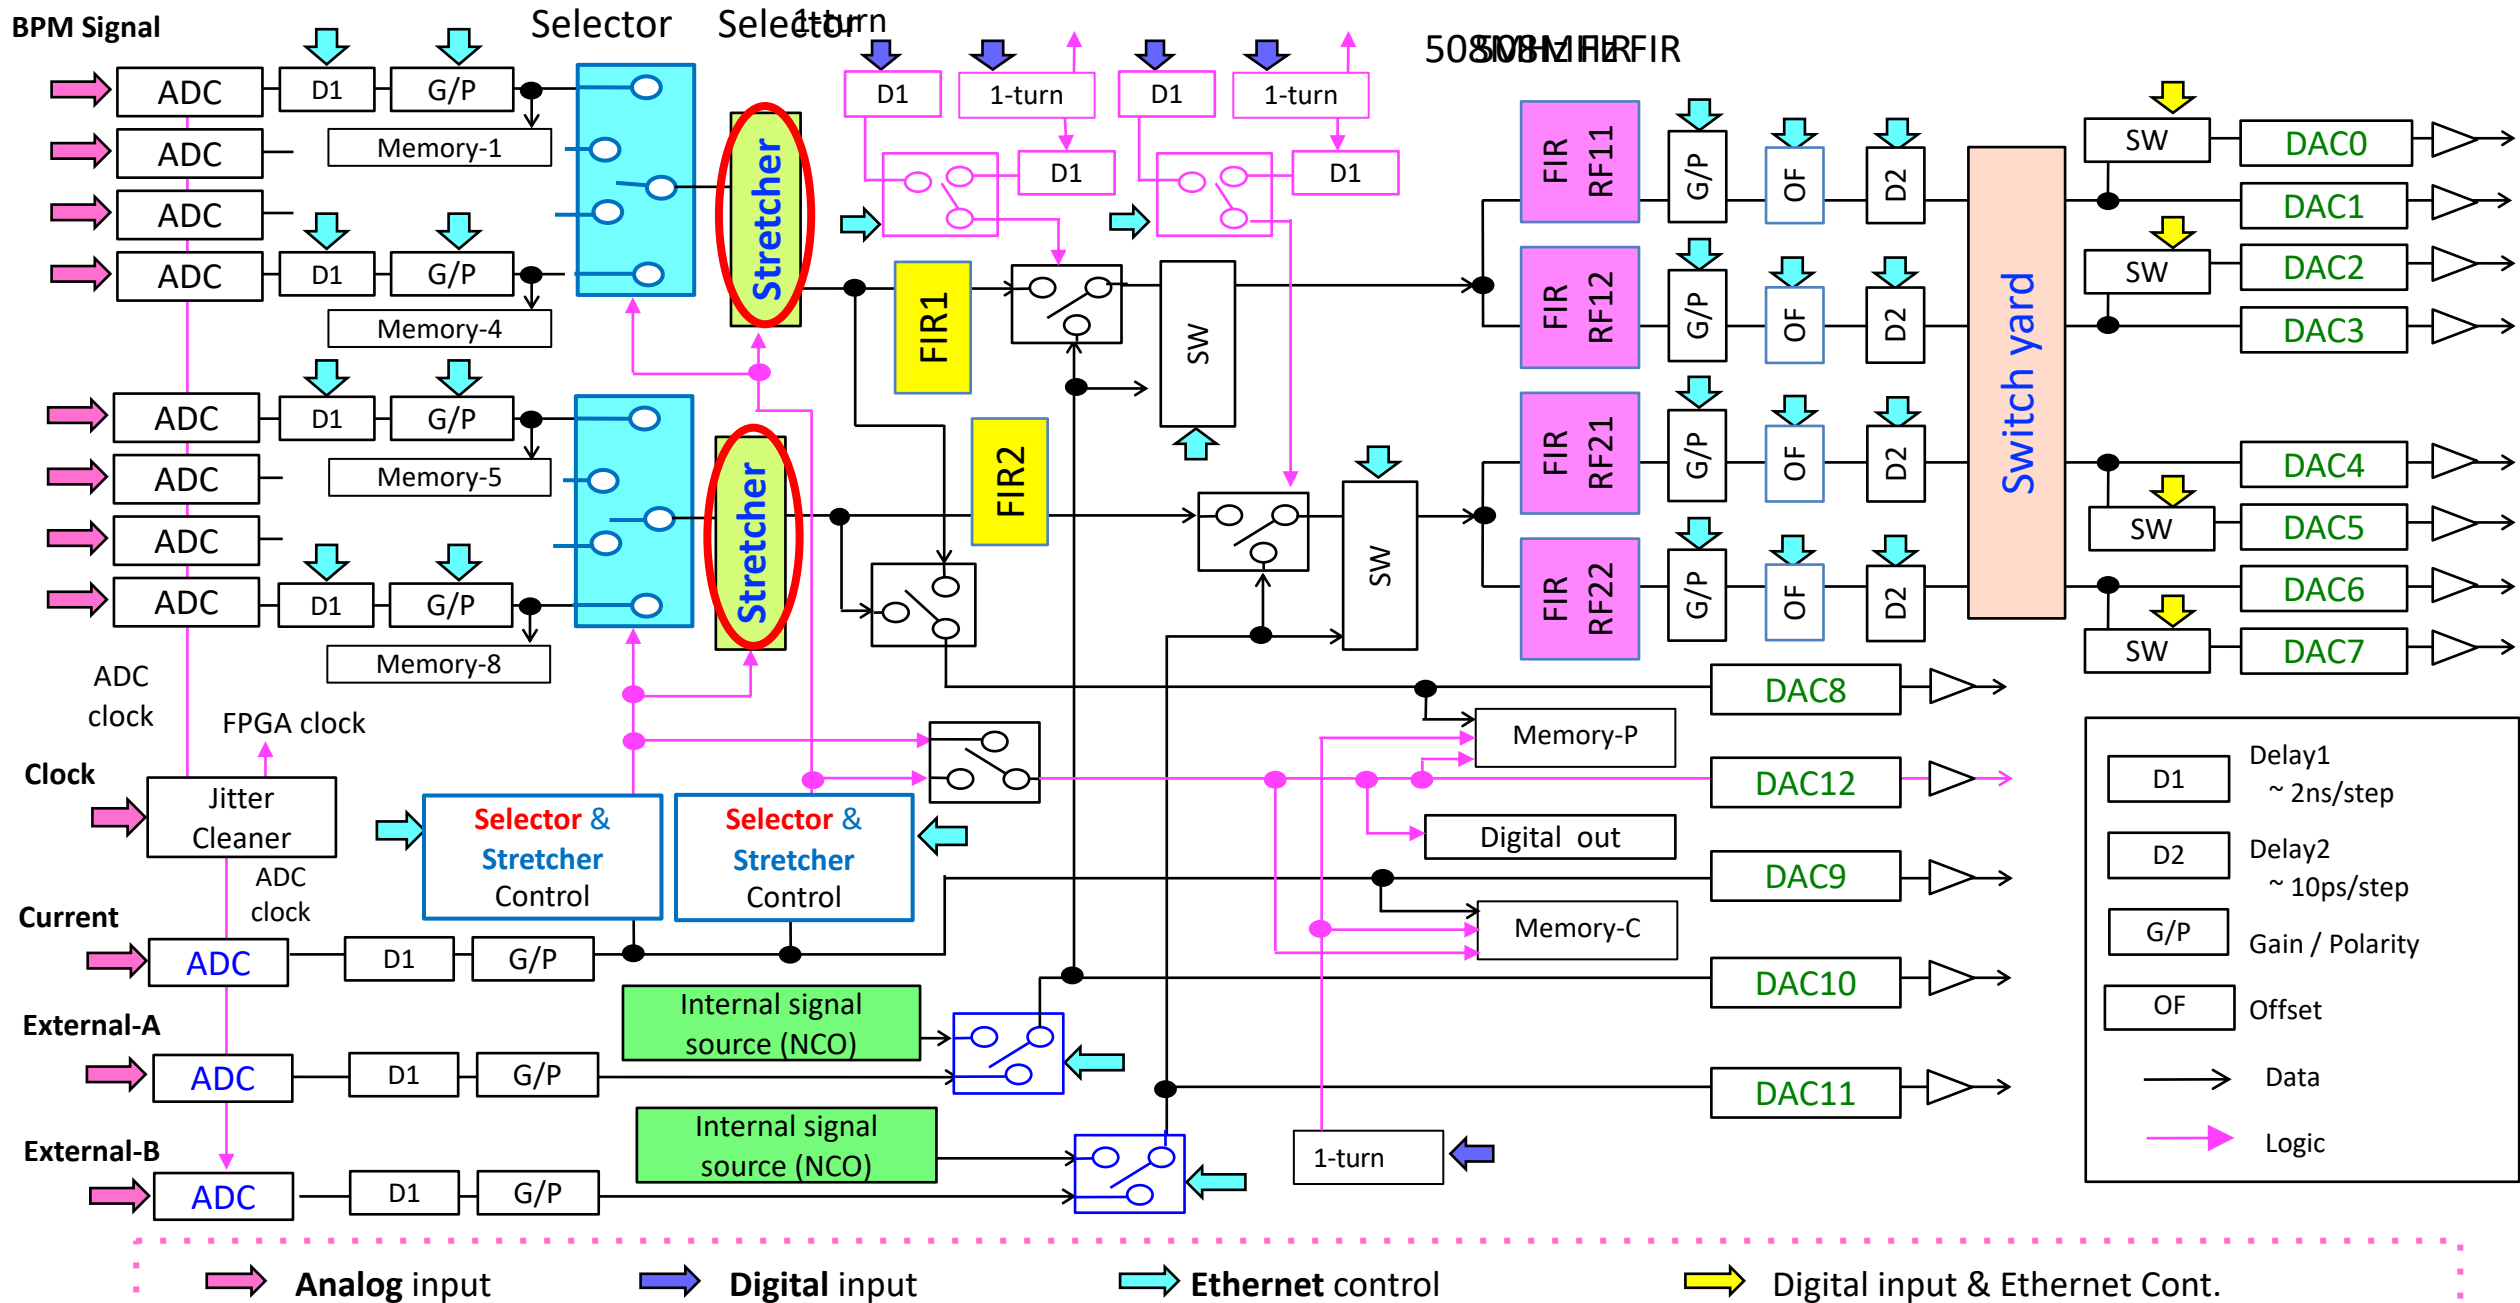 BPM Signal
Selector
Selector
1-turn
508MHz FIR
508MHz FIR
ADC
D1
G/P
Memory-1
ADC
ADC
ADC
D1
G/P
Memory-4
ADC
D1
G/P
Memory-5
ADC
ADC
ADC
D1
G/P
Memory-8
Stretcher
Stretcher
D1
1-turn
D1
D1
1-turn
D1
FIR1
FIR2
SW
SW
FIR
RF11
G/P
OF
D2
FIR
RF12
G/P
OF
D2
FIR
RF21
G/P
OF
D2
FIR
RF22
G/P
OF
D2
Switch yard
SW
DAC0
DAC1
SW
DAC2
DAC3
DAC4
SW
DAC5
DAC6
SW
DAC7
ADC
clock
FPGA clock
Clock
Jitter
Cleaner
ADC
clock
Selector &
Stretcher
Control
Selector &
Stretcher
Control
DAC8
Memory-P
DAC12
Digital out
DAC9
Memory-C
DAC10
DAC11
1-turn
Current
ADC
D1
G/P
External-A
ADC
D1
G/P
Internal signal
source (NCO)
External-B
ADC
D1
G/P
Internal signal
source (NCO)
D1
Delay1
~ 2ns/step
D2
Delay2
~ 10ps/step
G/P
Gain / Polarity
OF
Offset
Data
Logic
Analog input
Digital input
Ethernet control
Digital input & Ethernet Cont.